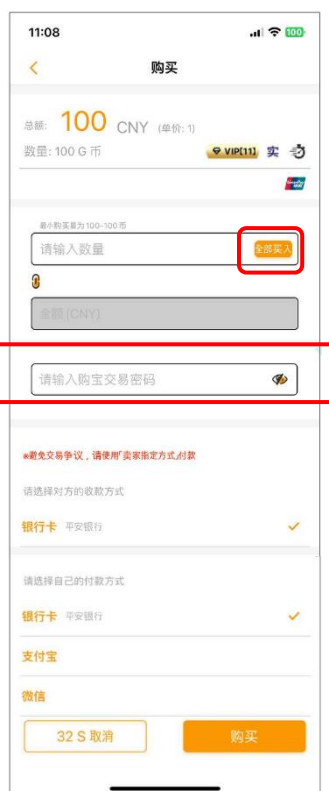 11:08
100
购买
总额: 100 CNY (单价: 1)
数量: 100 G 币
VIP[11] 实
UnionPay
最小购买量为100-100币
请输入数量
全部买入
金额 (CNY)
请输入购宝交易密码
*避免交易争议，请使用「卖家指定方式」付款
请选择对方的收款方式
银行卡 平安银行
请选择自己的付款方式
银行卡 平安银行
支付宝
微信
32 S 取消
购买